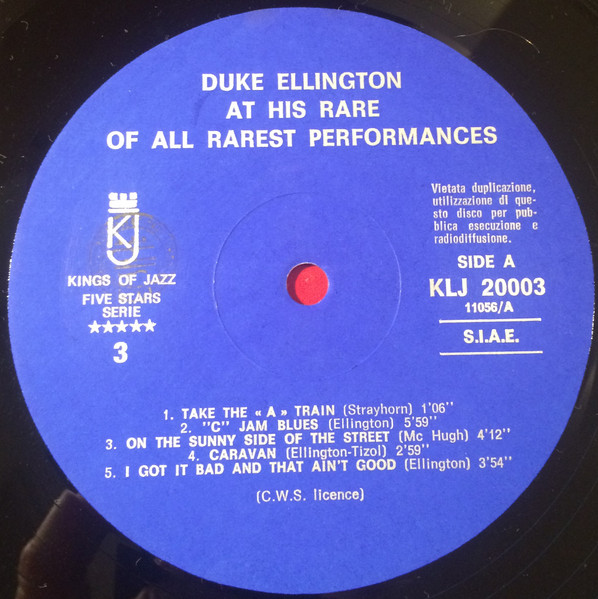 DUKE ELLINGTON
AT HIS RARE
OF ALL RAREST PERFORMANCES
KJ
KINGS OF JAZZ
FIVE STARS
SERIE
★★★★★
3
Vietata duplicazione,
utilizzazione di que-
sto disco per pub-
blica esecuzione e
radiodiffusione.
SIDE A
KLJ 20003
11056/A
S.I.A.E.
1. TAKE THE « A » TRAIN (Strayhorn) 1'06''
2. "C" JAM BLUES (Ellington) 5'59''
3. ON THE SUNNY SIDE OF THE STREET (Mc Hugh) 4'12''
4. CARAVAN (Ellington-Tizol) 2'59''
5. I GOT IT BAD AND THAT AIN'T GOOD (Ellington) 3'54''
(C.W.S. licence)